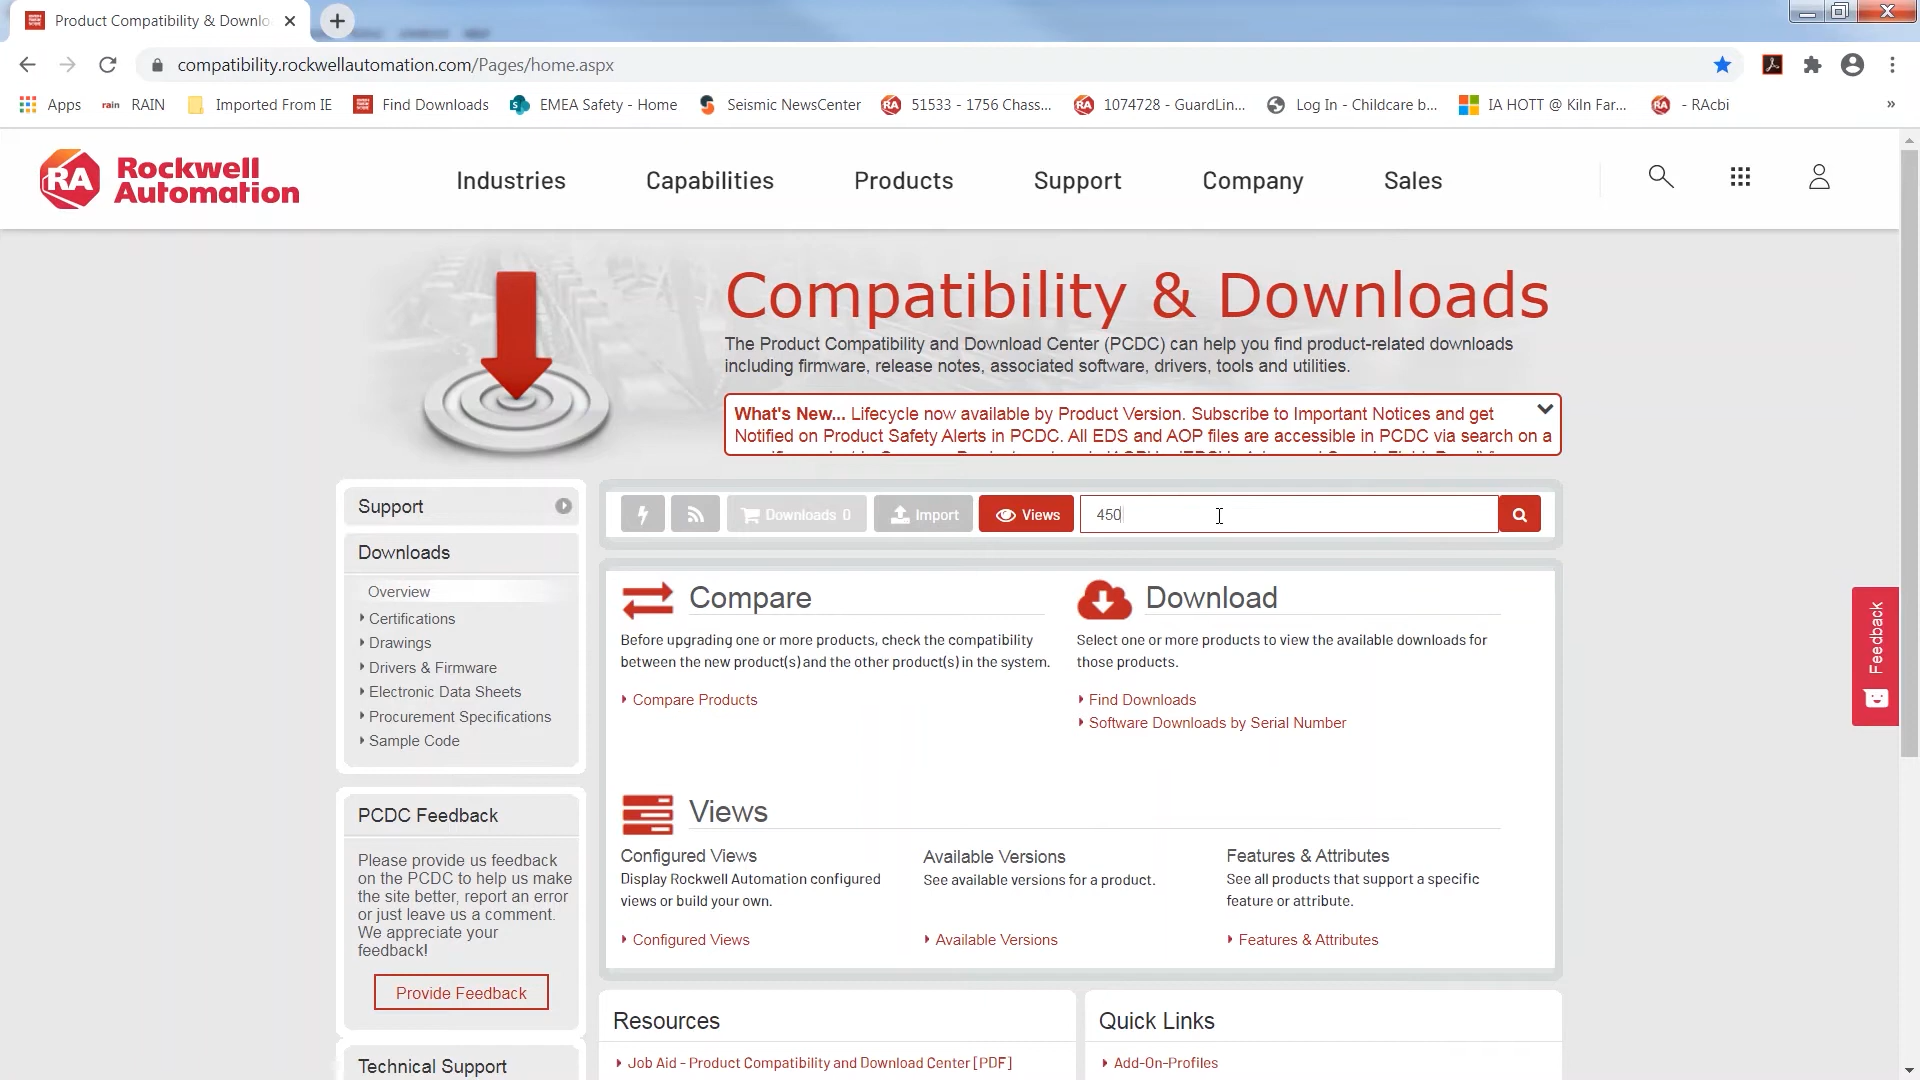 Product Compatibility & Downlo
compatibility.rockwellautomation.com/Pages/home.aspx
Apps
rain RAIN
Imported From IE
Find Downloads
EMEA Safety - Home
Seismic NewsCenter
51533 - 1756 Chass...
1074728 - GuardLin...
Log In - Childcare b...
IA HOTT @ Kiln Far...
- RAcbi
»
RA Rockwell
Automation
Industries
Capabilities
Products
Support
Company
Sales
Compatibility & Downloads
The Product Compatibility and Download Center (PCDC) can help you find product-related downloads
including firmware, release notes, associated software, drivers, tools and utilities.
What's New... Lifecycle now available by Product Version. Subscribe to Important Notices and get
Notified on Product Safety Alerts in PCDC. All EDS and AOP files are accessible in PCDC via search on a
Support
Downloads
Overview
Certifications
Drawings
Drivers & Firmware
Electronic Data Sheets
Procurement Specifications
Sample Code
PCDC Feedback
Please provide us feedback
on the PCDC to help us make
the site better, report an error
or just leave us a comment.
We appreciate your
feedback!
Provide Feedback
Technical Support
Downloads 0
Import
Views
450
Compare
Before upgrading one or more products, check the compatibility
between the new product(s) and the other product(s) in the system.
Compare Products
Download
Select one or more products to view the available downloads for
those products.
Find Downloads
Software Downloads by Serial Number
Views
Configured Views
Display Rockwell Automation configured
views or build your own.
Configured Views
Available Versions
See available versions for a product.
Available Versions
Features & Attributes
See all products that support a specific
feature or attribute.
Features & Attributes
Resources
Job Aid - Product Compatibility and Download Center [PDF]
Quick Links
Add-On-Profiles
Feedback